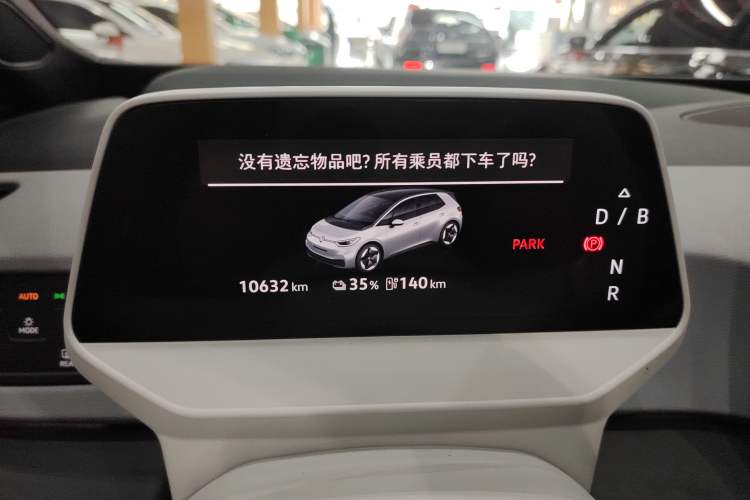 没有遗忘物品吧?所有乘员都下车了吗?
D / B
PARK
P
N
R
10632 km
35 %
140 km
AUTO
MODE